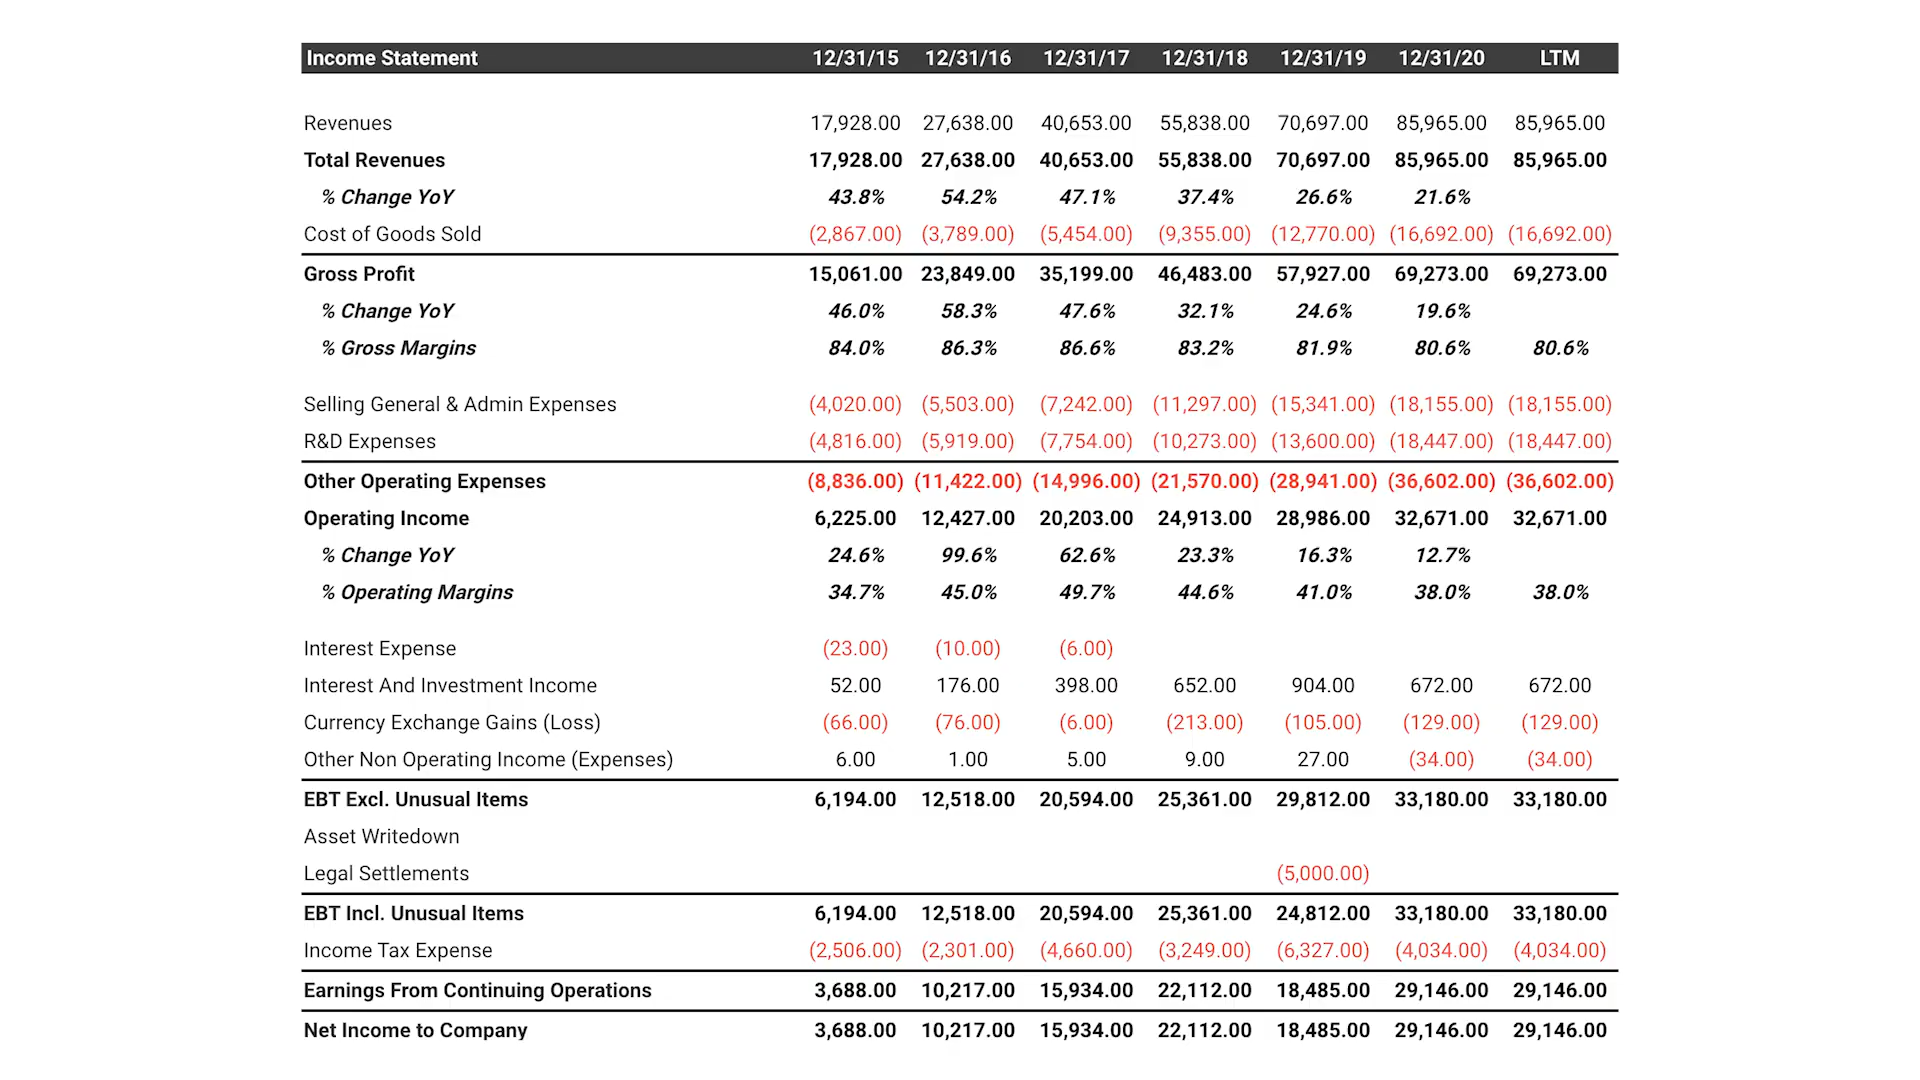 Income Statement 12/31/15 12/31/16 12/31/17 12/31/18 12/31/19 12/31/20 LTM
Revenues 17,928.00 27,638.00 40,653.00 55,838.00 70,697.00 85,965.00 85,965.00
Total Revenues 17,928.00 27,638.00 40,653.00 55,838.00 70,697.00 85,965.00 85,965.00
% Change YoY 43.8% 54.2% 47.1% 37.4% 26.6% 21.6%
Cost of Goods Sold (2,867.00) (3,789.00) (5,454.00) (9,355.00) (12,770.00) (16,692.00) (16,692.00)
Gross Profit 15,061.00 23,849.00 35,199.00 46,483.00 57,927.00 69,273.00 69,273.00
% Change YoY 46.0% 58.3% 47.6% 32.1% 24.6% 19.6%
% Gross Margins 84.0% 86.3% 86.6% 83.2% 81.9% 80.6% 80.6%
Selling General & Admin Expenses (4,020.00) (5,503.00) (7,242.00) (11,297.00) (15,341.00) (18,155.00) (18,155.00)
R&D Expenses (4,816.00) (5,919.00) (7,754.00) (10,273.00) (13,600.00) (18,447.00) (18,447.00)
Other Operating Expenses (8,836.00) (11,422.00) (14,996.00) (21,570.00) (28,941.00) (36,602.00) (36,602.00)
Operating Income 6,225.00 12,427.00 20,203.00 24,913.00 28,986.00 32,671.00 32,671.00
% Change YoY 24.6% 99.6% 62.6% 23.3% 16.3% 12.7%
% Operating Margins 34.7% 45.0% 49.7% 44.6% 41.0% 38.0% 38.0%
Interest Expense (23.00) (10.00) (6.00)
Interest And Investment Income 52.00 176.00 398.00 652.00 904.00 672.00 672.00
Currency Exchange Gains (Loss) (66.00) (76.00) (6.00) (213.00) (105.00) (129.00) (129.00)
Other Non Operating Income (Expenses) 6.00 1.00 5.00 9.00 27.00 (34.00) (34.00)
EBT Excl. Unusual Items 6,194.00 12,518.00 20,594.00 25,361.00 29,812.00 33,180.00 33,180.00
Asset Writedown
Legal Settlements (5,000.00)
EBT Incl. Unusual Items 6,194.00 12,518.00 20,594.00 25,361.00 24,812.00 33,180.00 33,180.00
Income Tax Expense (2,506.00) (2,301.00) (4,660.00) (3,249.00) (6,327.00) (4,034.00) (4,034.00)
Earnings From Continuing Operations 3,688.00 10,217.00 15,934.00 22,112.00 18,485.00 29,146.00 29,146.00
Net Income to Company 3,688.00 10,217.00 15,934.00 22,112.00 18,485.00 29,146.00 29,146.00